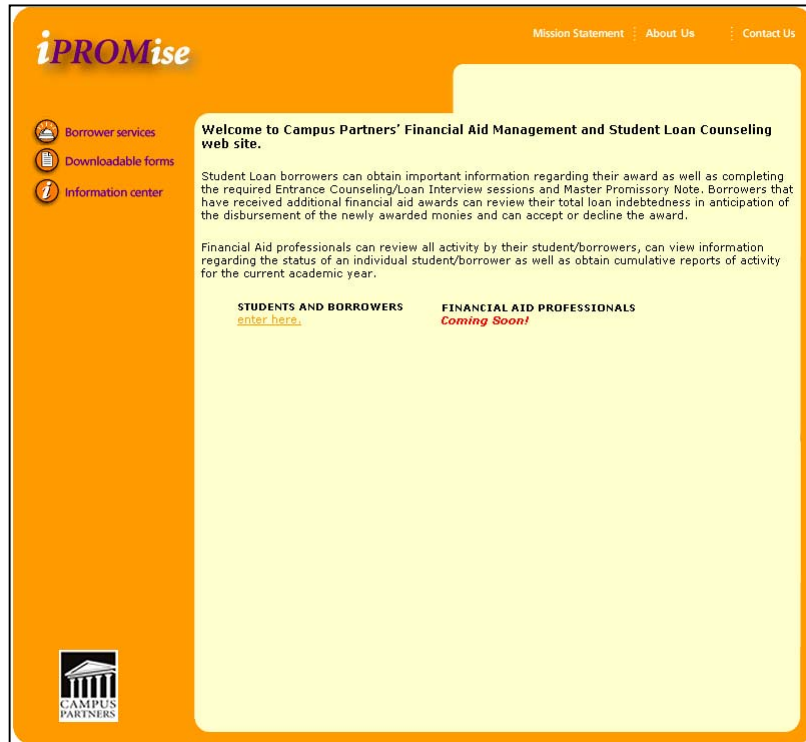 iPROMise
Mission Statement
About Us
Contact Us
Borrower services
Downloadable forms
Information center
Welcome to Campus Partners' Financial Aid Management and Student Loan Counseling
web site.
Student Loan borrowers can obtain important information regarding their award as well as completing
the required Entrance Counseling/Loan Interview sessions and Master Promissory Note. Borrowers that
have received additional financial aid awards can review their total loan indebtedness in anticipation of
the disbursement of the newly awarded monies and can accept or decline the award.
Financial Aid professionals can review all activity by their student/borrowers, can view information
regarding the status of an individual student/borrower as well as obtain cumulative reports of activity
for the current academic year.
STUDENTS AND BORROWERS
enter here.
FINANCIAL AID PROFESSIONALS
Coming Soon!
CAMPUS
PARTNERS